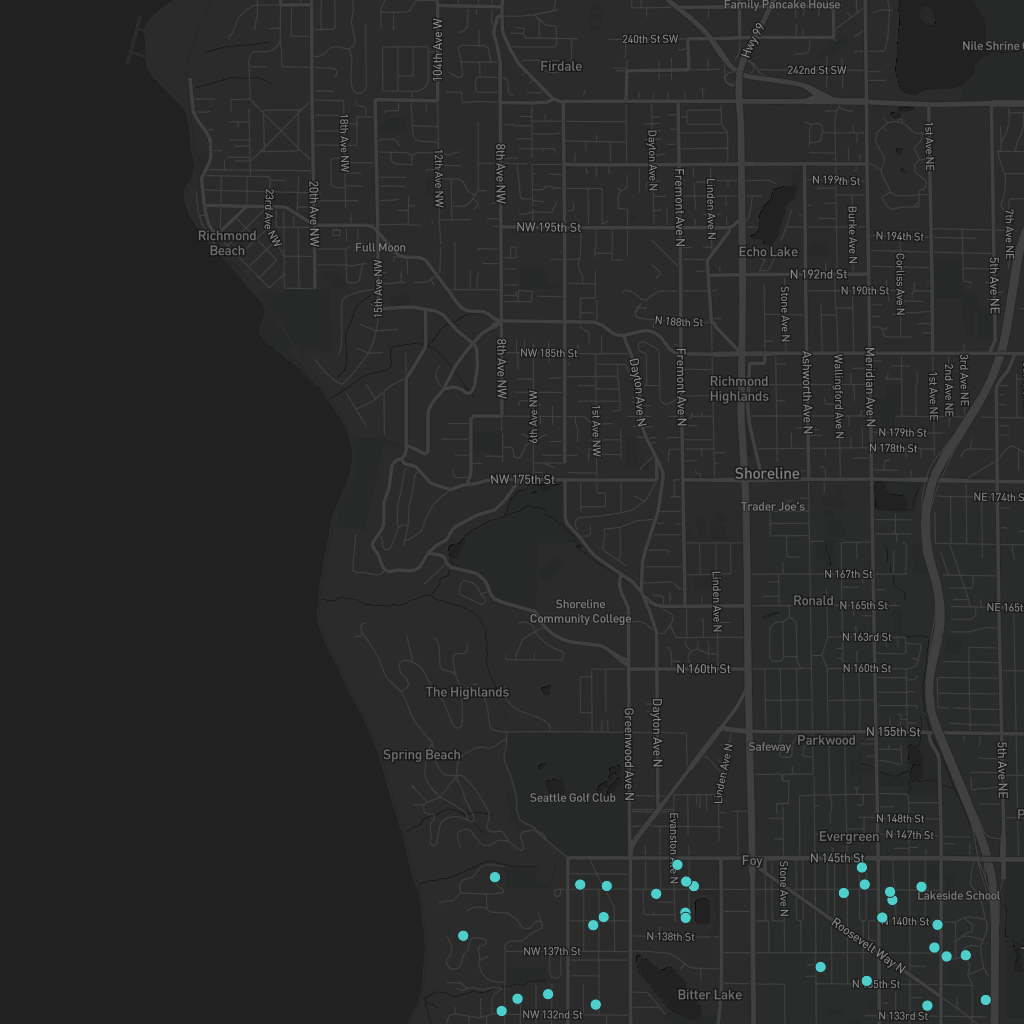 Family Pancake House
104th Ave W
240th St SW
Hwy 99
Nile Shrine
Firdale
242nd St SW
18th Ave NW
12th Ave NW
8th Ave NW
Dayton Ave N
1st Ave NE
Fremont Ave N
Linden Ave N
N 199th St
20th Ave NW
23rd Ave NW
Burke Ave N
7th Ave NE
NW 195th St
Richmond
Beach
N 194th St
Full Moon
Echo Lake
15th Ave NW
N 192nd St
Corliss Ave N
5th Ave NE
Stone Ave N
N 190th St
N 188th St
8th Ave NW
NW 185th St
Dayton Ave N
Fremont Ave N
Richmond
Highlands
Ashworth Ave N
Wallingford Ave N
Meridian Ave N
1st Ave NE
2nd Ave NE
3rd Ave NE
6th Ave NW
1st Ave NW
N 179th St
N 178th St
NW 175th St
Shoreline
NE 174th S
Trader Joe's
N 167th St
Linden Ave N
Ronald
N 165th St
NE 165t
Shoreline
Community College
N 163rd St
N 160th St
N 160th St
The Highlands
Greenwood Ave N
Dayton Ave N
N 155th St
Parkwood
Safeway
Spring Beach
5th Ave NE
Linden Ave N
Seattle Golf Club
Evanston Ave N
N 148th St
N 147th St
Evergreen
N 145th St
Foy
Stone Ave N
Lakeside School
N 140th St
Roosevelt Way N
N 138th St
NW 137th St
N 135th St
Bitter Lake
NW 132nd St
N 133rd St